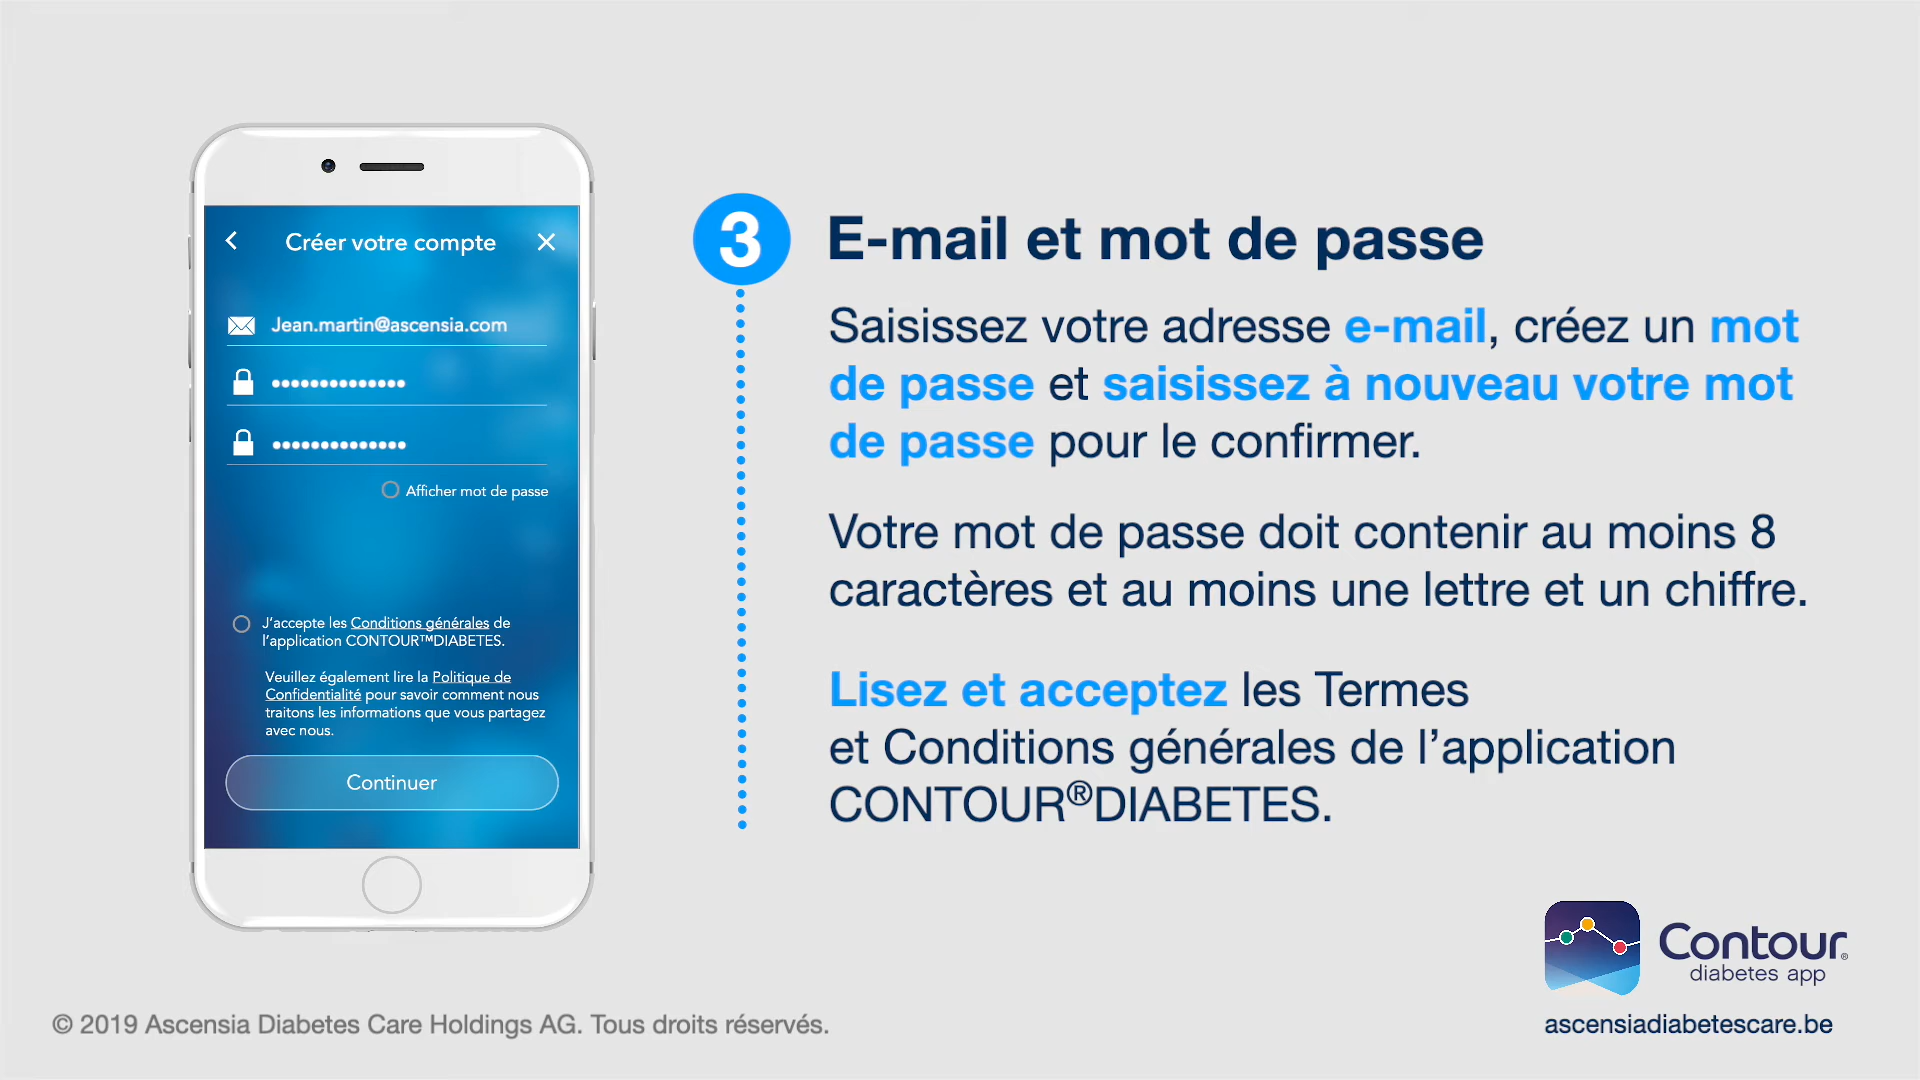 Créer votre compte
Jean.martin@ascensia.com
••••••••••••••
••••••••••••••
Afficher mot de passe
J'accepte les Conditions générales de
l'application CONTOUR™DIABETES.
Veuillez également lire la Politique de
Confidentialité pour savoir comment nous
traitons les informations que vous partagez
avec nous.
Continuer
3 E-mail et mot de passe
Saisissez votre adresse e-mail, créez un mot
de passe et saisissez à nouveau votre mot
de passe pour le confirmer.
Votre mot de passe doit contenir au moins 8
caractères et au moins une lettre et un chiffre.
Lisez et acceptez les Termes
et Conditions générales de l’application
CONTOUR®DIABETES.
Contour®
diabetes app
ascensiadiabetescare.be
© 2019 Ascensia Diabetes Care Holdings AG. Tous droits réservés.